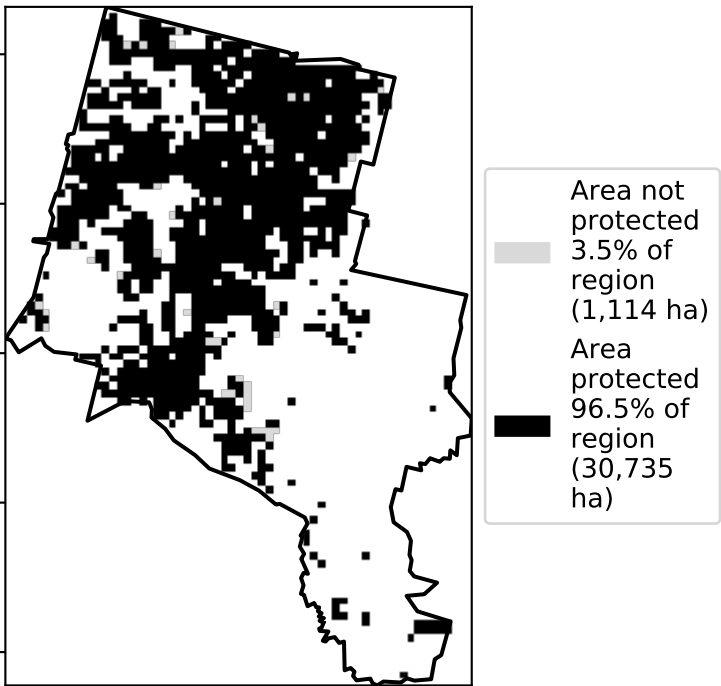 Area not
protected
3.5% of
region
(1,114 ha)
Area
protected
96.5% of
region
(30,735
ha)